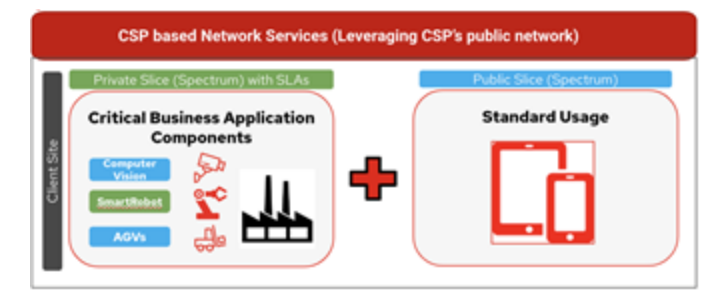 CSP based Network Services (Leveraging CSP's public network)
Client Site
Private Slice (Spectrum) with SLAs
Public Slice (Spectrum)
Critical Business Application
Components
Standard Usage
Computer
Vision
SmartRobot
AGVs